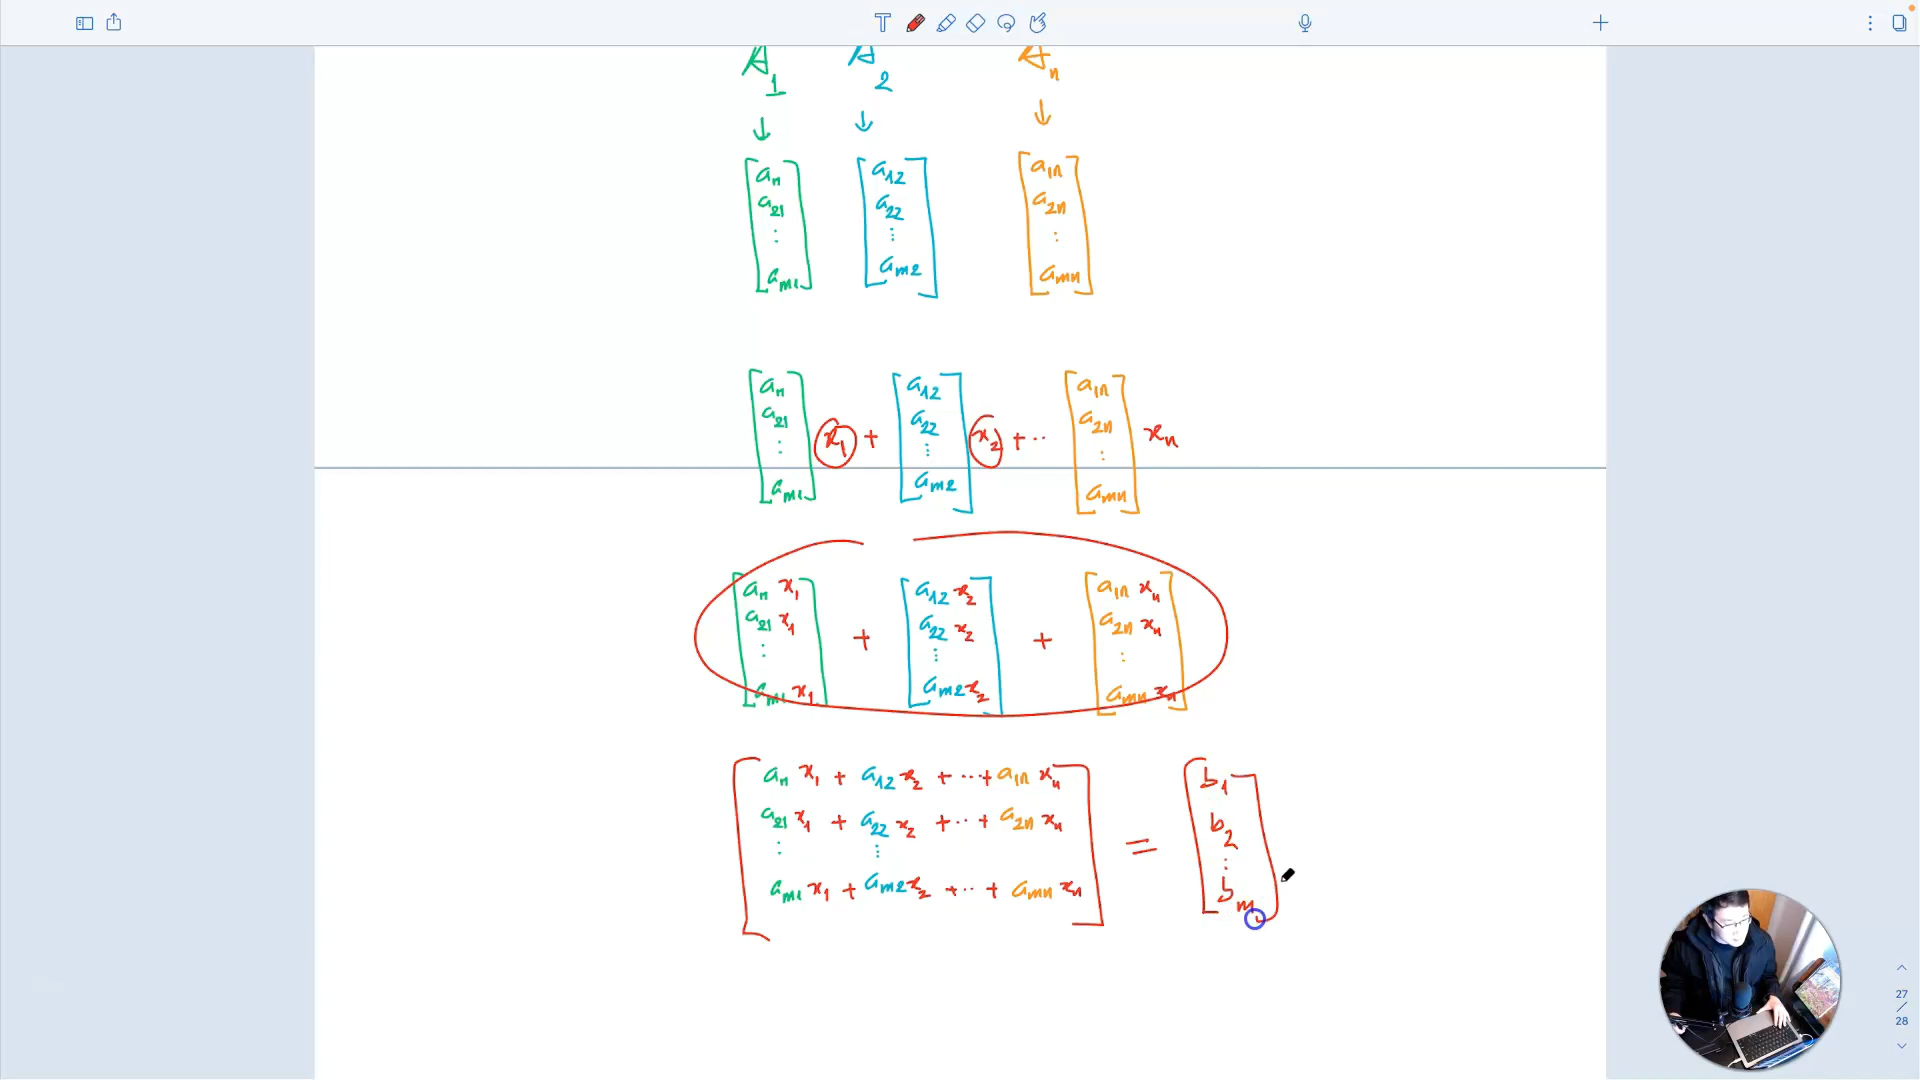 A₁ A₂ Aₙ
↓ ↓ ↓
[a₁₁ a₂₁ ⋮ aₘ₁] [a₁₂ a₂₂ ⋮ aₘ₂] [a₁ₙ a₂ₙ ⋮ aₘₙ]
[a₁₁ a₂₁ ⋮ aₘ₁] x₁ + [a₁₂ a₂₂ ⋮ aₘ₂] x₂ + ·· [a₁ₙ a₂ₙ ⋮ aₘₙ] xₙ
[a₁₁ x₁ a₂₁ x₁ ⋮ aₘ₁ x₁] + [a₁₂ x₂ a₂₂ x₂ ⋮ aₘ₂ x₂] + [a₁ₙ xₙ a₂ₙ xₙ ⋮ aₘₙ xₙ]
a₁₁ x₁ + a₁₂ x₂ + ··· + a₁ₙ xₙ b₁
a₂₁ x₁ + a₂₂ x₂ + ·· + a₂ₙ xₙ = b₂
⋮ ⋮ ⋮
aₘ₁ x₁ + aₘ₂ x₂ + ·· + aₘₙ xₙ bₘ
27
/
28